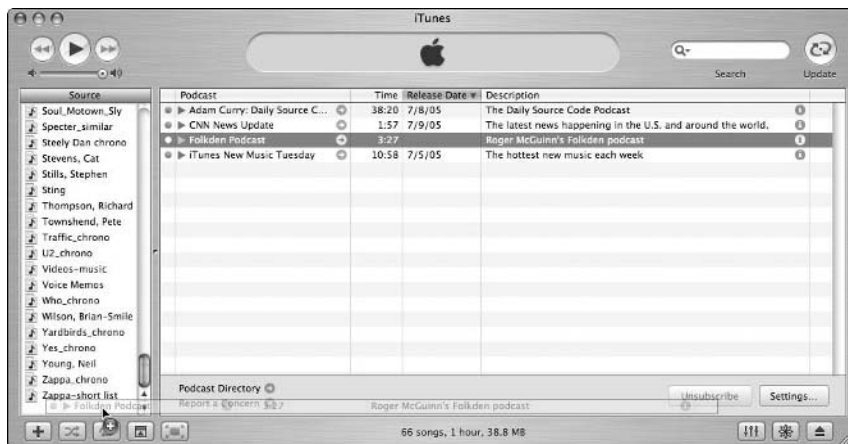 iTunes
Search
Update
Source
Soul_Motown_Sly
Specter_similar
Steely Dan chrono
Stevens, Cat
Stills, Stephen
Sting
Thompson, Richard
Townshend, Pete
Traffic_chrono
U2_chrono
Videos-music
Voice Memos
Who_chrono
Wilson, Brian-Smile
Yardbirds_chrono
Yes_chrono
Young, Neil
Zappa_chrono
Zappa-short list
Podcast Time Release Date Description
Adam Curry: Daily Source C... 38:20 7/8/05 The Daily Source Code Podcast
CNN News Update 1:57 7/9/05 The latest news happening in the U.S. and around the world.
Folkden Podcast 3:27 Roger McGuinn's Folkden podcast
iTunes New Music Tuesday 10:58 7/5/05 The hottest new music each week
Podcast Directory
Report a Concern
Unsubscribe
Settings...
Folkden Podcast 3:27 Roger McGuinn's Folkden podcast
66 songs, 1 hour, 38.8 MB